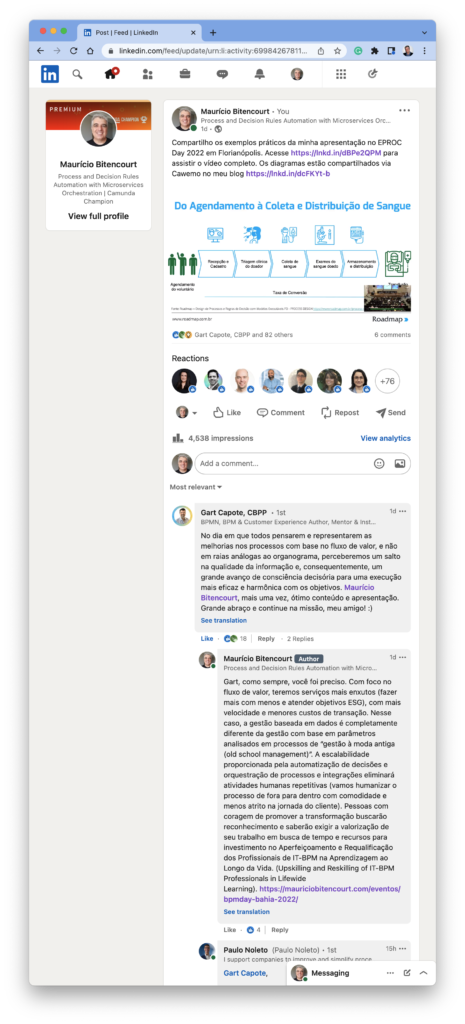 Post | Feed | LinkedIn
linkedin.com/feed/update/urn:li:activity:69984267811...
PREMIUM
CHAMPION
Maurício Bitencourt
Process and Decision Rules
Automation with Microservices
Orchestration | Camunda
Champion
View full profile
Maurício Bitencourt • You
Process and Decision Rules Automation with Microservices Orc...
1d •
Compartilho os exemplos práticos da minha apresentação no EPROC
Day 2022 em Florianópolis. Acesse https://lnkd.in/dBPe2QPM para
assistir o vídeo completo. Os diagramas estão compartilhados via
Cawemo no meu blog https://lnkd.in/dcFKYt-b
Do Agendamento à Coleta e Distribuição de Sangue
Recepção e
Cadastro
Triagem clínica
do doador
Coleta de
sangue
Exames do
sangue doado
Armazenamento
e distribuição
Agendamento
do voluntário
Taxa de Conversão
www.roadmap.com.br
Roadmap »
Gart Capote, CBPP and 82 others
6 comments
Reactions
+76
Like
Comment
Repost
Send
4,538 impressions
View analytics
Add a comment...
Most relevant
Gart Capote, CBPP • 1st
1d •••
BPMN, BPM & Customer Experience Author, Mentor & Inst...
No dia em que todos pensarem e representarem as
melhorias nos processos com base no fluxo de valor, e não
em raias análogas ao organograma, perceberemos um salto
na qualidade da informação e, consequentemente, um
grande avanço de consciência decisória para uma execução
mais eficaz e harmônica com os objetivos. Maurício
Bitencourt, mais uma vez, ótimo conteúdo e apresentação.
Grande abraço e continue na missão, meu amigo! :)
See translation
Like • 10 | Reply • 2 Replies
Maurício Bitencourt Author
1d •••
Process and Decision Rules Automation with Micro...
Gart, como sempre, você foi preciso. Com foco no
fluxo de valor, teremos serviços mais enxutos (fazer
mais com menos e atender objetivos ESG), com mais
velocidade e menores custos de transação. Nesse
caso, a gestão baseada em dados é completamente
diferente da gestão com base em parâmetros
analisados em processos de “gestão à moda antiga
(old school management)”. A escalabilidade
proporcionada pela automatização de decisões e
orquestração de processos e integrações eliminará
atividades humanas repetitivas (vamos humanizar o
processo de fora para dentro com comodidade e
menos atrito na jornada do cliente). Pessoas com
coragem de promover a transformação buscarão
reconhecimento e saberão exigir a valorização de
seu trabalho em busca de tempo e recursos para
investimento no Aperfeiçoamento e Requalificação
dos Profissionais de IT-BPM na Aprendizagem ao
Longo da Vida. (Upskilling and Reskilling of IT-BPM
Professionals in Lifewide
Learning). https://mauriciobitencourt.com/eventos/
bpmday-bahia-2022/
See translation
Like • 4 | Reply
Paulo Noleto (Paulo Noleto) • 1st
15h •••
I support companies to improve and simplify proce
Gart Capote,
Messaging